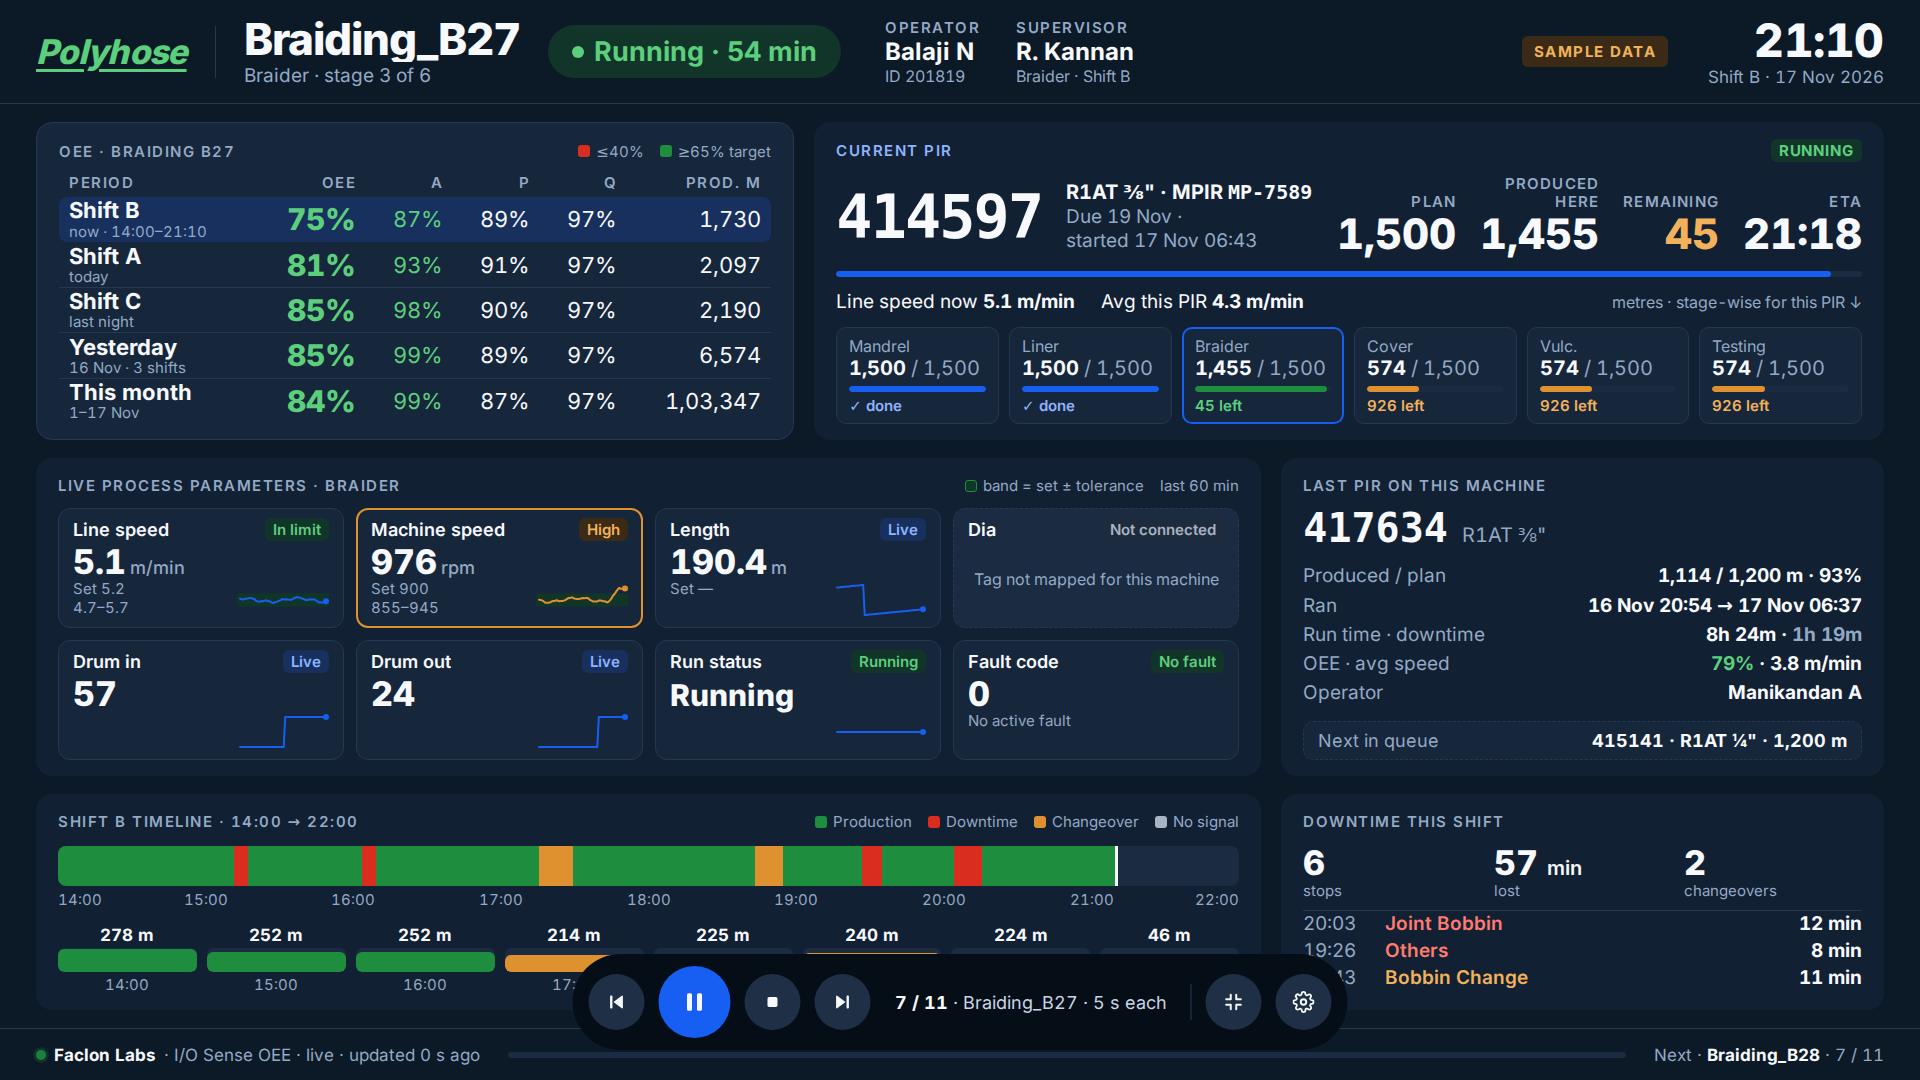 Polyhose
Braiding_B27
Braider · stage 3 of 6
Running · 54 min
OPERATOR
Balaji N
ID 201819
SUPERVISOR
R. Kannan
Braider · Shift B
SAMPLE DATA
21:10
Shift B · 17 Nov 2026
OEE · BRAIDING B27
≤40% ≥65% target
PERIOD OEE A P Q PROD. M
Shift B 75% 87% 89% 97% 1,730
now · 14:00–21:10
Shift A 81% 93% 91% 97% 2,097
today
Shift C 85% 98% 90% 97% 2,190
last night
Yesterday 85% 99% 89% 97% 6,574
16 Nov · 3 shifts
This month 84% 99% 87% 97% 1,03,347
1–17 Nov
CURRENT PIR
RUNNING
414597
R1AT ⅜" · MPIR MP-7589
Due 19 Nov ·
started 17 Nov 06:43
PLAN
1,500
PRODUCED
HERE
1,455
REMAINING
45
ETA
21:18
Line speed now 5.1 m/min Avg this PIR 4.3 m/min
metres · stage-wise for this PIR ↓
Mandrel
1,500 / 1,500
✓ done
Liner
1,500 / 1,500
✓ done
Braider
1,455 / 1,500
45 left
Cover
574 / 1,500
926 left
Vulc.
574 / 1,500
926 left
Testing
574 / 1,500
926 left
LIVE PROCESS PARAMETERS · BRAIDER
band = set ± tolerance last 60 min
Line speed In limit
5.1 m/min
Set 5.2
4.7–5.7
Machine speed High
976 rpm
Set 900
855–945
Length Live
190.4 m
Set —
Dia Not connected
Tag not mapped for this machine
Drum in Live
57
Drum out Live
24
Run status Running
Running
Fault code No fault
0
No active fault
LAST PIR ON THIS MACHINE
417634 R1AT ⅜"
Produced / plan 1,114 / 1,200 m · 93%
Ran 16 Nov 20:54 → 17 Nov 06:37
Run time · downtime 8h 24m · 1h 19m
OEE · avg speed 79% · 3.8 m/min
Operator Manikandan A
Next in queue 415141 · R1AT ¼" · 1,200 m
SHIFT B TIMELINE · 14:00 → 22:00
Production Downtime Changeover No signal
14:00 15:00 16:00 17:00 18:00 19:00 20:00 21:00 22:00
278 m 252 m 252 m 214 m 225 m 240 m 224 m 46 m
14:00 15:00 16:00
DOWNTIME THIS SHIFT
6
stops
57 min
lost
2
changeovers
20:03 Joint Bobbin 12 min
19:26 Others 8 min
Bobbin Change 11 min
7 / 11 · Braiding_B27 · 5 s each
Faclon Labs · I/O Sense OEE · live · updated 0 s ago
Next · Braiding_B28 · 7 / 11